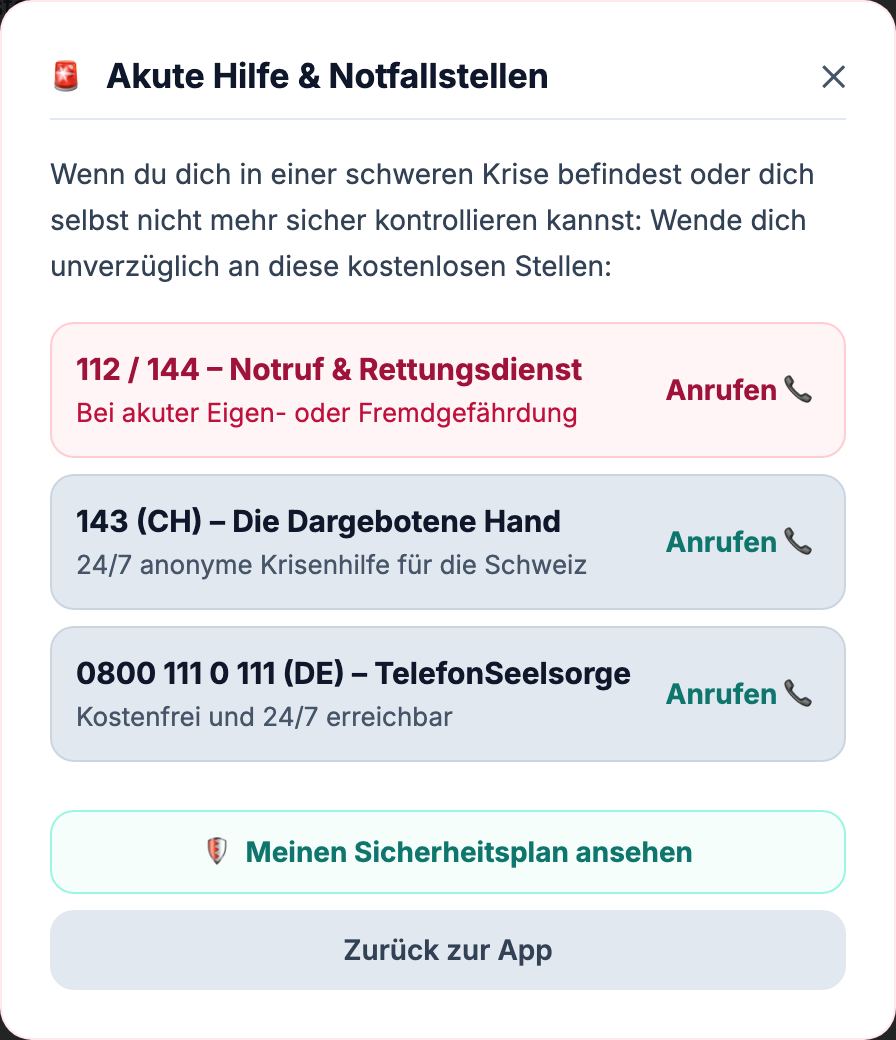 Akute Hilfe & Notfallstellen
Wenn du dich in einer schweren Krise befindest oder dich
selbst nicht mehr sicher kontrollieren kannst: Wende dich
unverzüglich an diese kostenlosen Stellen:
112 / 144 – Notruf & Rettungsdienst
Bei akuter Eigen- oder Fremdgefährdung
Anrufen
143 (CH) – Die Dargebotene Hand
24/7 anonyme Krisenhilfe für die Schweiz
Anrufen
0800 111 0 111 (DE) – TelefonSeelsorge
Kostenfrei und 24/7 erreichbar
Anrufen
Meinen Sicherheitsplan ansehen
Zurück zur App